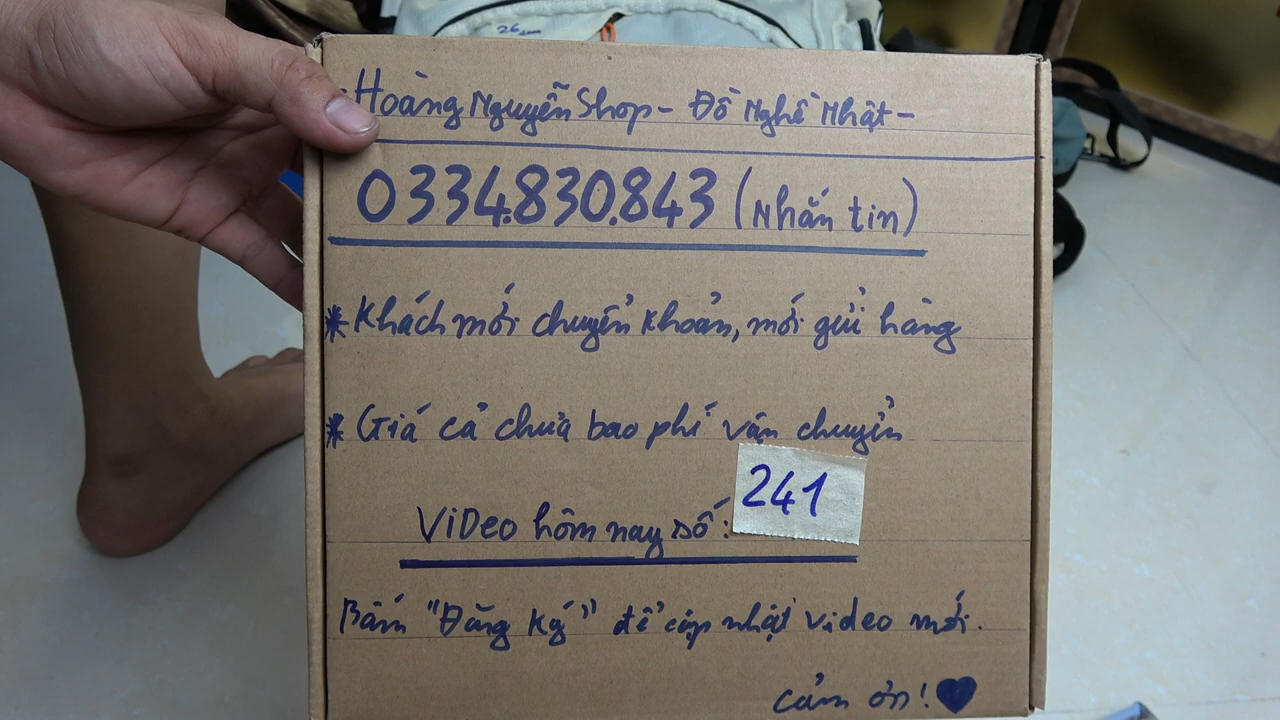 26
Hoàng Nguyễn Shop - Đồ Nghề Nhật -
0334.830.843 (Nhắn tin)
* Khách mới chuyển khoản, mới gửi hàng
* Giá cả chưa bao phí vận chuyển
ViDeo hôm nay số: 241
Bấm "Đăng ký" để cập nhật video mới.
cảm ơn! ♥